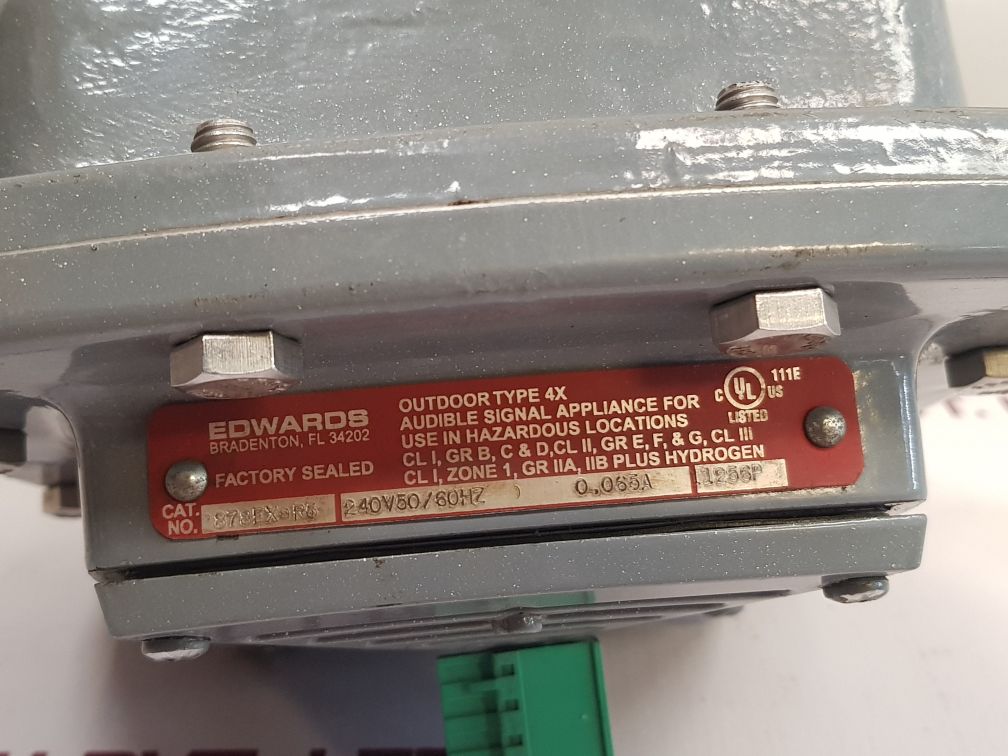 EDWARDS
BRADENTON, FL 34202
FACTORY SEALED
OUTDOOR TYPE 4X
AUDIBLE SIGNAL APPLIANCE FOR
USE IN HAZARDOUS LOCATIONS
CL I, GR B, C & D,CL II, GR E, F, & G, CL III
CL I, ZONE 1, GR IIA, IIB PLUS HYDROGEN
C UL US
111E
LISTED
CAT.
NO.
240V50/60HZ 0.065A 1256P